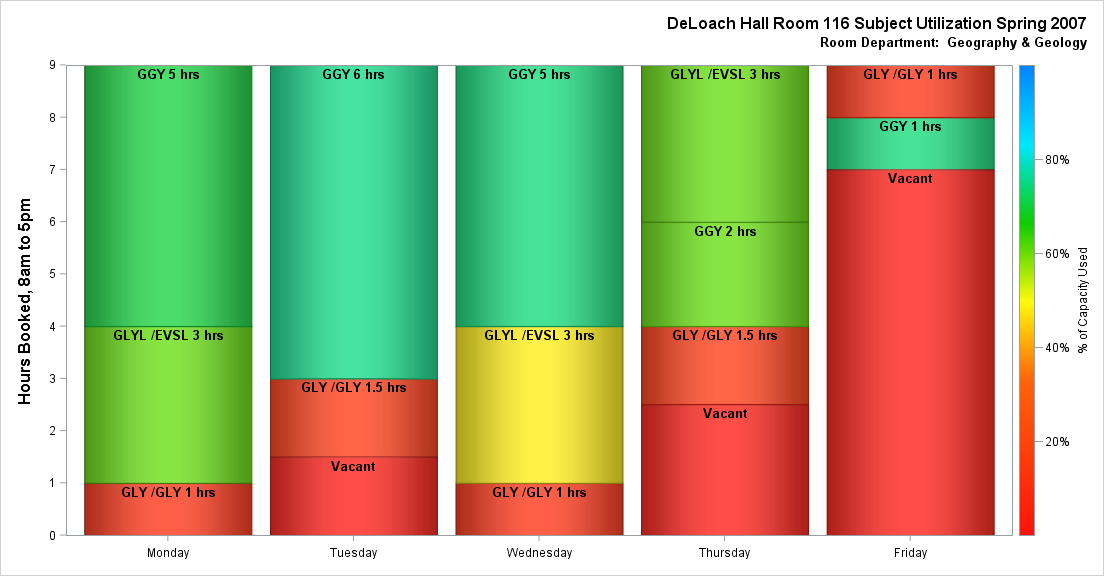 DeLoach Hall Room 116 Subject Utilization Spring 2007
Room Department:  Geography & Geology
Hours Booked, 8am to 5pm
9
8
7
6
5
4
3
2
1
0
GGY 5 hrs
GLYL /EVSL 3 hrs
GLY /GLY 1 hrs
GGY 6 hrs
GLY /GLY 1.5 hrs
Vacant
GGY 5 hrs
GLYL /EVSL 3 hrs
GLY /GLY 1 hrs
GLYL /EVSL 3 hrs
GGY 2 hrs
GLY /GLY 1.5 hrs
Vacant
GLY /GLY 1 hrs
GGY 1 hrs
Vacant
Monday
Tuesday
Wednesday
Thursday
Friday
80%
60%
40%
20%
% of Capacity Used